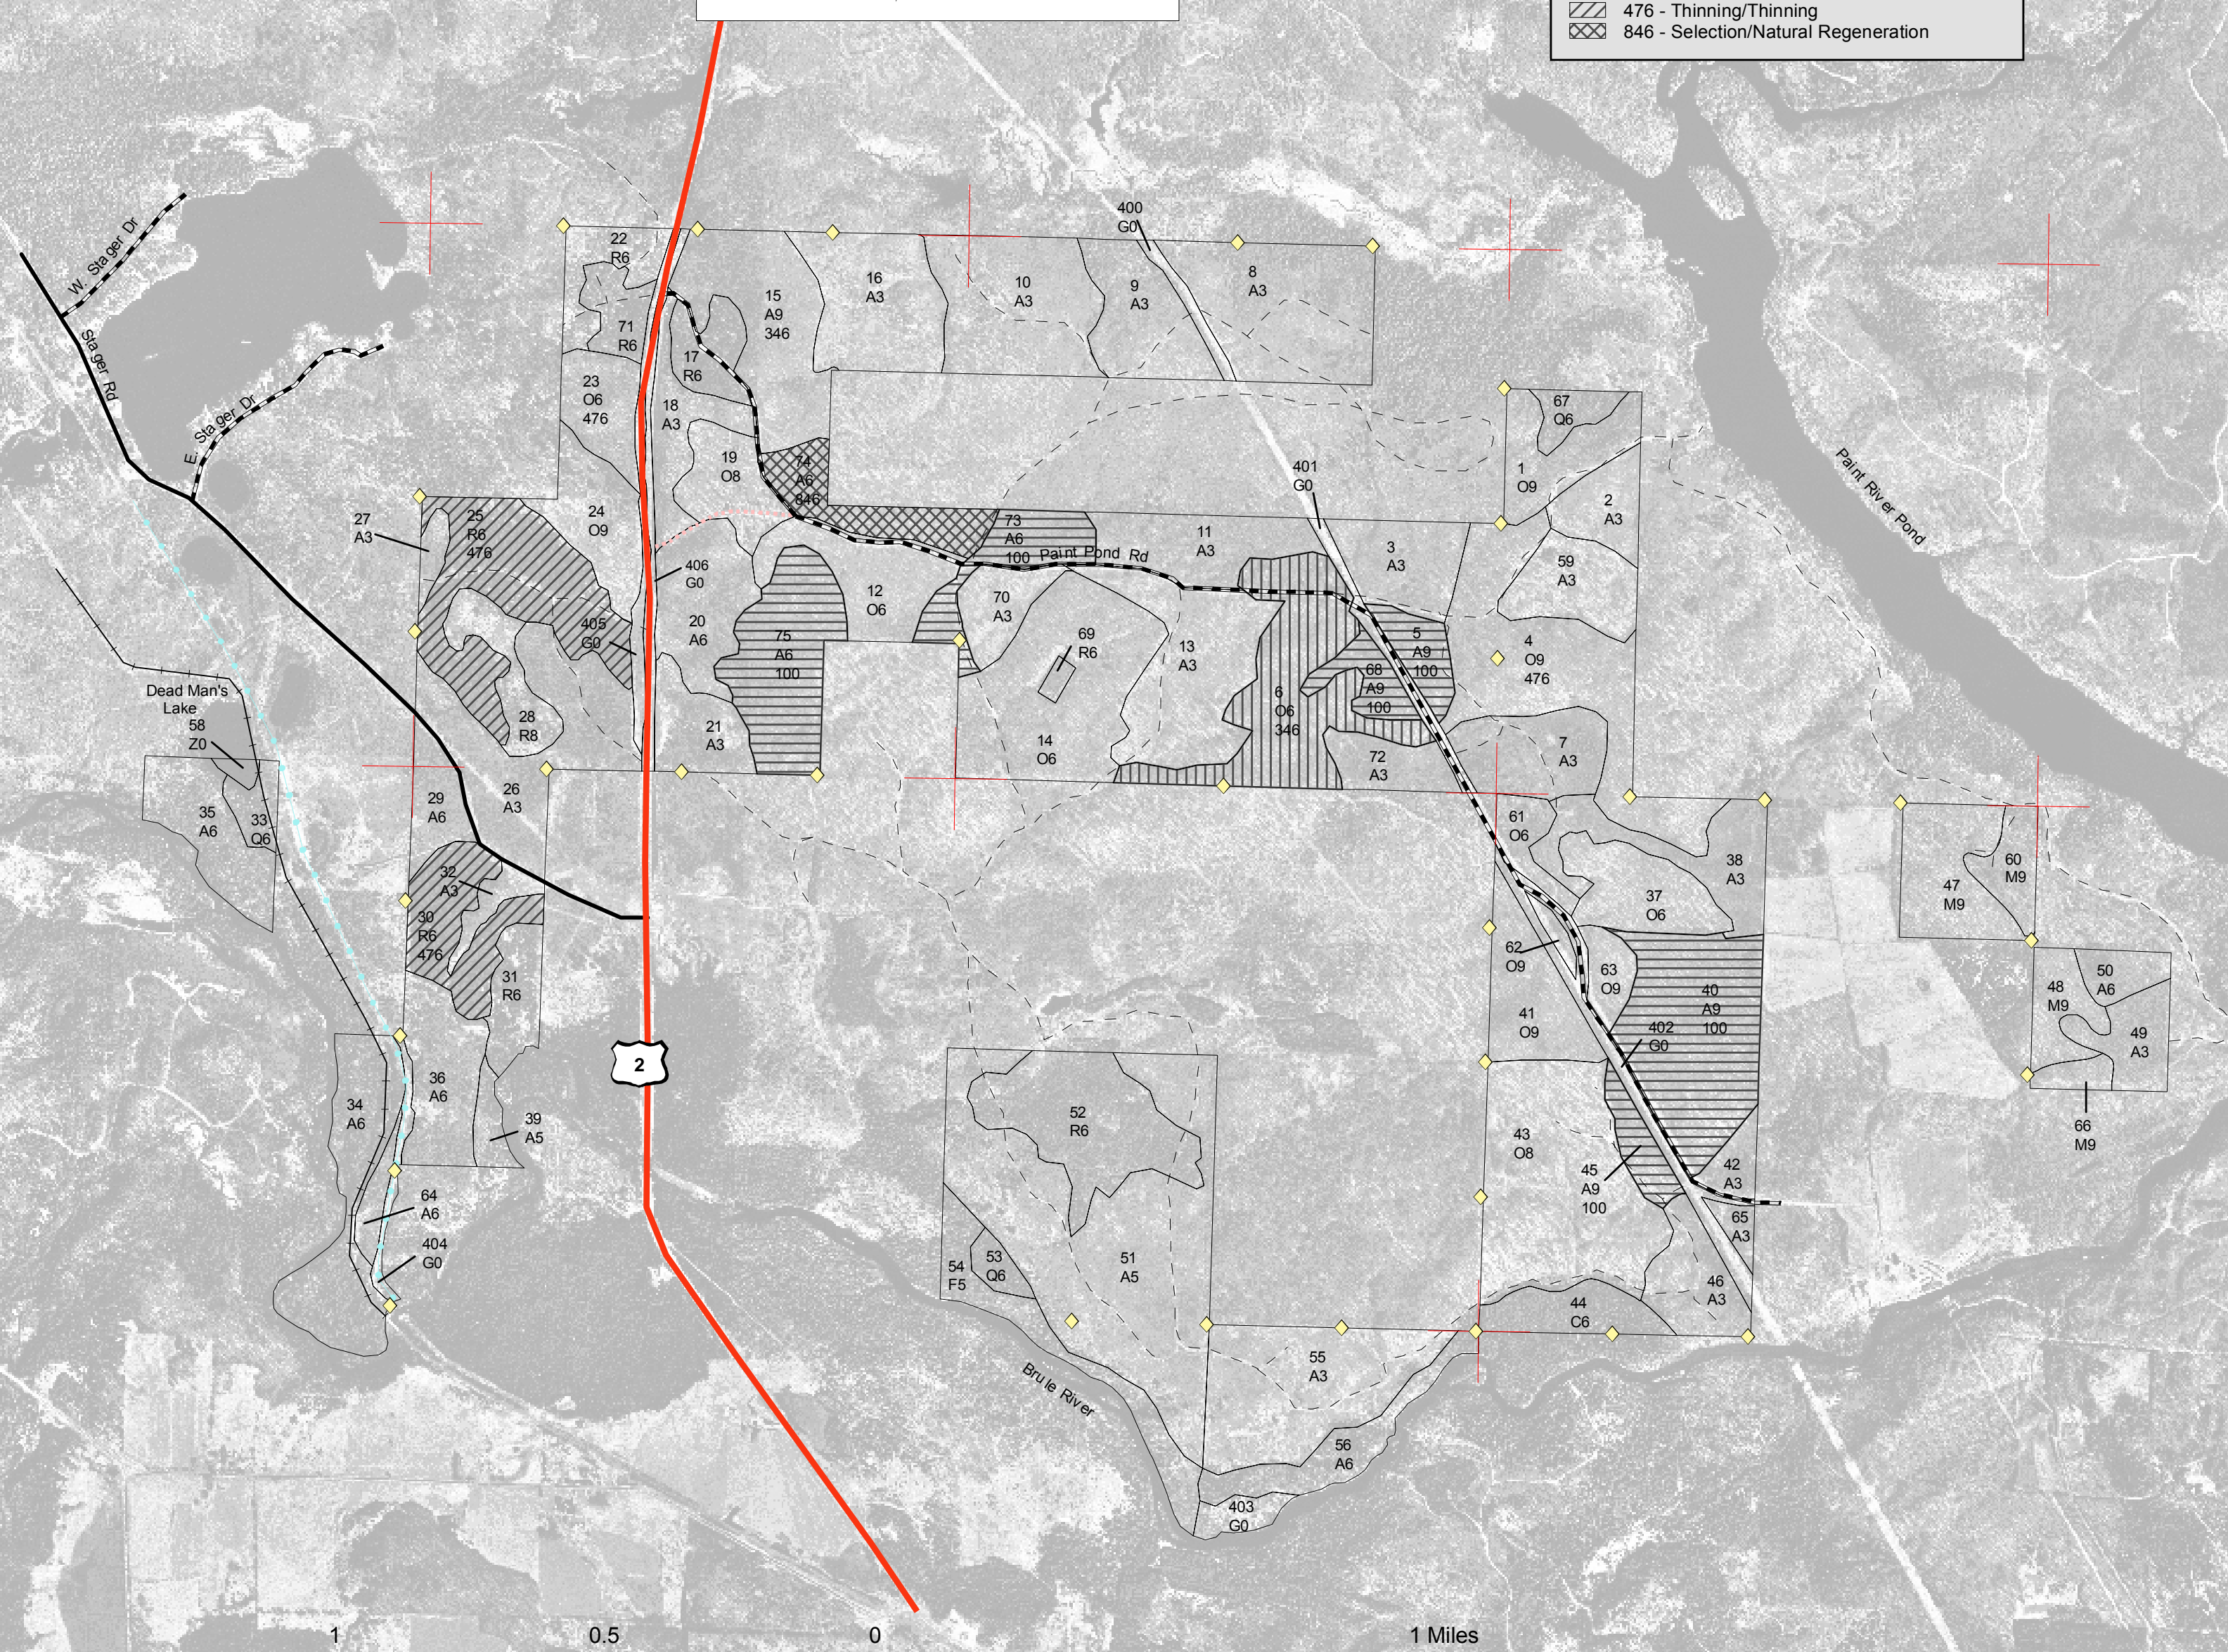 476 - Thinning/Thinning
846 - Selection/Natural Regeneration
400
G0
22
R6
W. Stager Dr
8
A3
16
A3
10
A3
9
A3
15
A9
346
71
R6
Stager Rd
17
R6
23
O6
476
18
A3
E. Stager Dr
67
Q6
19
O8
74
A6
846
401
G0
1
O9
2
A3
Paint River Pond
27
A3
25
R6
476
24
O9
73
A6
100
Paint Pond Rd
11
A3
3
A3
59
A3
406
G0
12
O6
70
A3
405
G0
20
A6
75
A6
100
69
R6
13
A3
5
A9
100
4
O9
476
68
A9
100
6
O6
346
Dead Man's
Lake
58
Z0
28
R8
21
A3
14
O6
72
A3
7
A3
35
A6
33
Q6
29
A6
26
A3
61
O6
38
A3
60
M9
47
M9
32
A3
30
R6
476
37
O6
31
R6
62
O9
63
O9
40
A9
100
50
A6
48
M9
49
A3
41
O9
402
G0
2
36
A6
34
A6
39
A5
52
R6
43
O8
66
M9
45
A9
100
42
A3
64
A6
65
A3
404
G0
54
F5
53
Q6
51
A5
46
A3
44
C6
55
A3
Brule River
56
A6
403
G0
1 0.5 0 1 Miles